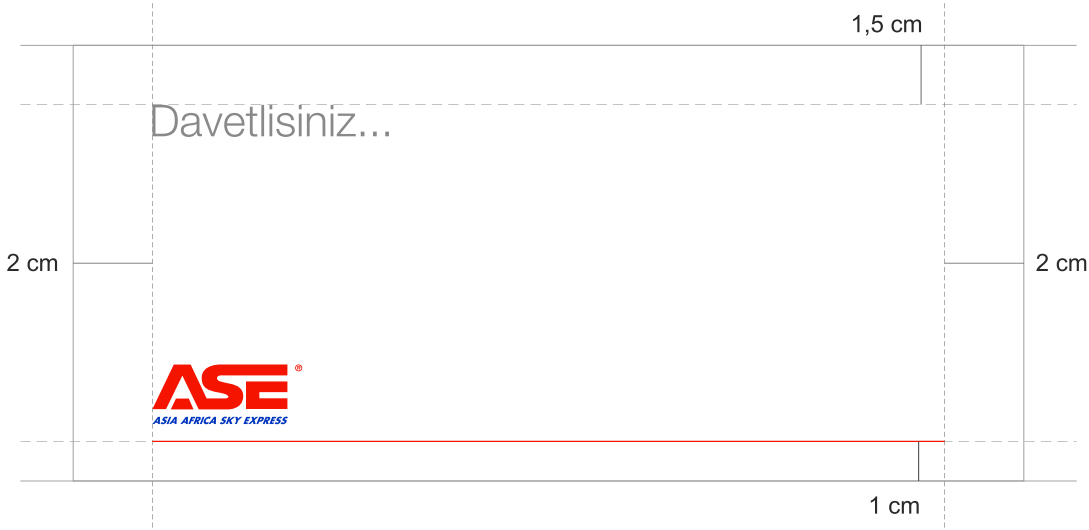 1,5 cm
Davetlisiniz...
2 cm
2 cm
ASE ®
ASIA AFRICA SKY EXPRESS
1 cm